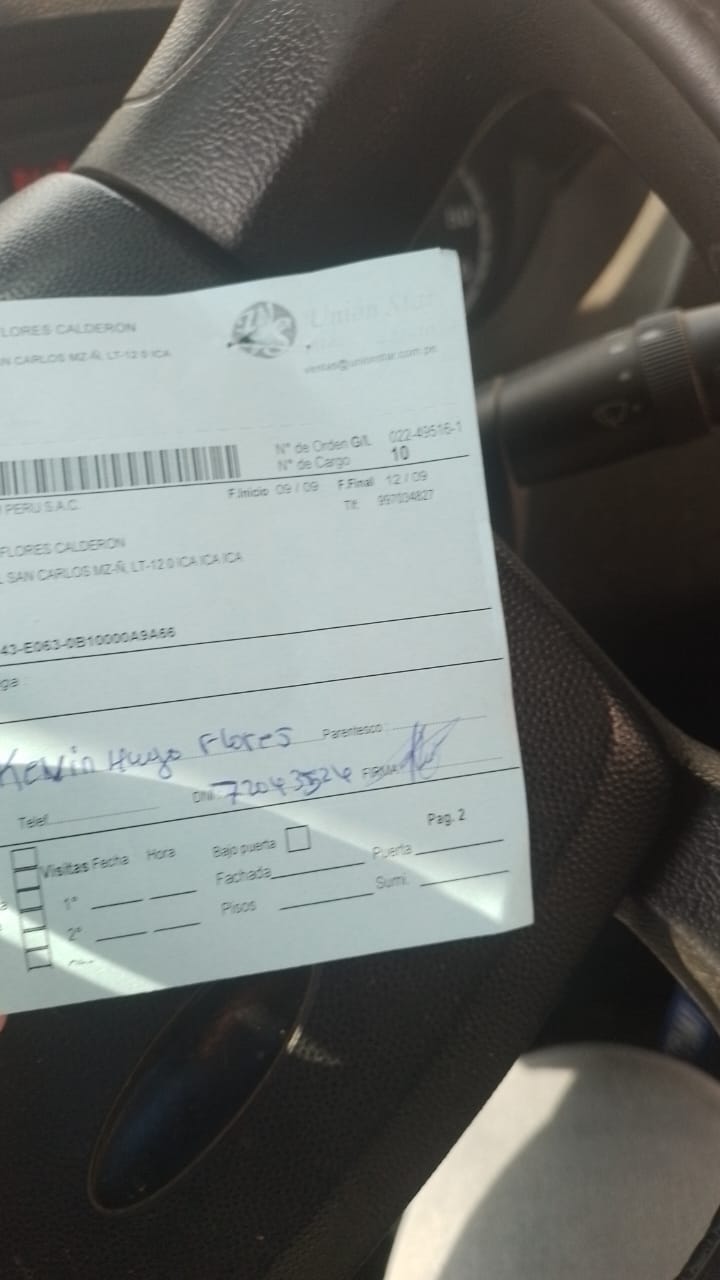 FLORES CALDERON
Union Star
SAN CARLOS MZ-Ñ, LT-12 0 ICA
ventas@unionstar.com.pe
N° de Orden G/L 022-49516-1
N° de Cargo 10
PERU S.A.C.
F.Inicio 09 / 09 F.Final 12 / 09
Tlf: 997034827
FLORES CALDERON
SAN CARLOS MZ-Ñ, LT-12 0 ICA ICA ICA
43-E063-0B10000A9A66
ga :
Kevin Hugo Flores Parentesco
DNI: FIRMA
Telef.
Pag. 2
Visitas Fecha Hora Bajo puerta
1° Fachada Puerta
2° Pisos Sumi.